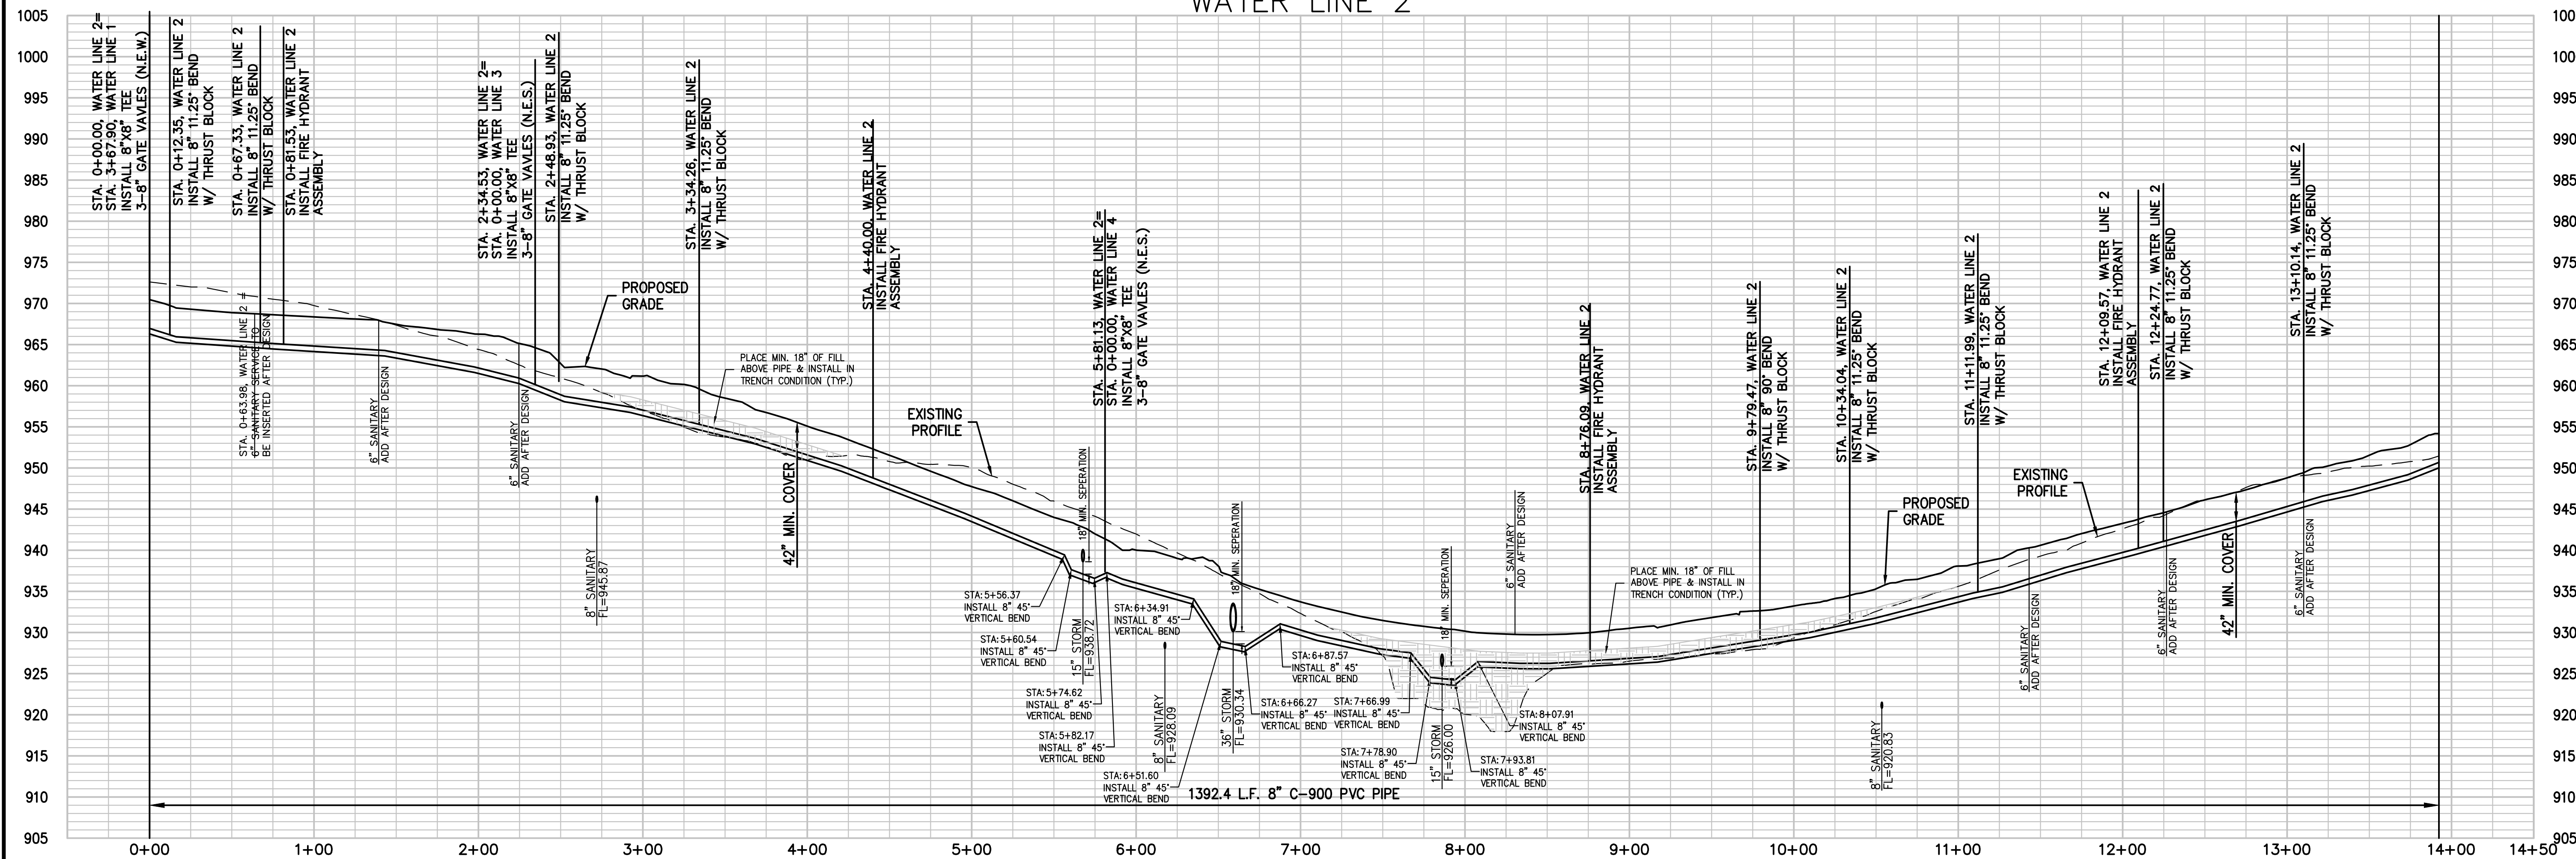 WATER LINE 2
1005
1000
995
990
985
980
975
970
965
960
955
950
945
940
935
930
925
920
915
910
905
STA. 0+00.00, WATER LINE 2=
STA. 3+67.90, WATER LINE 1
INSTALL 8"X8" TEE
3-8" GATE VAVLES (N.E.W.)
STA. 0+12.35, WATER LINE 2
INSTALL 8" 11.25° BEND
W/ THRUST BLOCK
STA. 0+67.33, WATER LINE 2
INSTALL 8" 11.25° BEND
W/ THRUST BLOCK
STA. 0+81.53, WATER LINE 2
INSTALL FIRE HYDRANT
ASSEMBLY
STA. 0+63.98, WATER LINE 2 =
6" SANITARY SERVICE TO
BE INSERTED AFTER DESIGN
6" SANITARY
ADD AFTER DESIGN
STA. 2+34.53, WATER LINE 2=
STA. 0+00.00, WATER LINE 3
INSTALL 8"X8" TEE
3-8" GATE VAVLES (N.E.S.)
STA. 2+48.93, WATER LINE 2
INSTALL 8" 11.25° BEND
W/ THRUST BLOCK
6" SANITARY
ADD AFTER DESIGN
PROPOSED
GRADE
8" SANITARY
FL=945.87
STA. 3+34.26, WATER LINE 2
INSTALL 8" 11.25° BEND
W/ THRUST BLOCK
PLACE MIN. 18" OF FILL
ABOVE PIPE & INSTALL IN
TRENCH CONDITION (TYP.)
42" MIN. COVER
STA. 4+40.00, WATER LINE 2
INSTALL FIRE HYDRANT
ASSEMBLY
EXISTING
PROFILE
18" MIN. SEPERATION
STA. 5+81.13, WATER LINE 2=
STA. 0+00.00, WATER LINE 4
INSTALL 8"X8" TEE
3-8" GATE VAVLES (N.E.S.)
STA: 5+56.37
INSTALL 8" 45°
VERTICAL BEND
STA: 5+60.54
INSTALL 8" 45°
VERTICAL BEND
15" STORM
FL=938.72
STA: 5+74.62
INSTALL 8" 45°
VERTICAL BEND
STA: 5+82.17
INSTALL 8" 45°
VERTICAL BEND
STA: 6+34.91
INSTALL 8" 45°
VERTICAL BEND
8" SANITARY
FL=928.09
STA: 6+51.60
INSTALL 8" 45°
VERTICAL BEND
18" MIN. SEPERATION
36" STORM
FL=930.34
STA: 6+66.27
INSTALL 8" 45°
VERTICAL BEND
STA: 6+87.57
INSTALL 8" 45°
VERTICAL BEND
STA: 7+66.99
INSTALL 8" 45°
VERTICAL BEND
STA: 7+78.90
INSTALL 8" 45°
VERTICAL BEND
18" MIN. SEPERATION
15" STORM
FL=926.00
STA: 7+93.81
INSTALL 8" 45°
VERTICAL BEND
STA: 8+07.91
INSTALL 8" 45°
VERTICAL BEND
6" SANITARY
ADD AFTER DESIGN
STA. 8+76.09, WATER LINE 2
INSTALL FIRE HYDRANT
ASSEMBLY
PLACE MIN. 18" OF FILL
ABOVE PIPE & INSTALL IN
TRENCH CONDITION (TYP.)
STA. 9+79.47, WATER LINE 2
INSTALL 8" 90° BEND
W/ THRUST BLOCK
STA. 10+34.04, WATER LINE 2
INSTALL 8" 11.25° BEND
W/ THRUST BLOCK
8" SANITARY
FL=920.83
PROPOSED
GRADE
STA. 11+11.99, WATER LINE 2
INSTALL 8" 11.25° BEND
W/ THRUST BLOCK
6" SANITARY
ADD AFTER DESIGN
EXISTING
PROFILE
STA. 12+09.57, WATER LINE 2
INSTALL FIRE HYDRANT
ASSEMBLY
STA. 12+24.77, WATER LINE 2
INSTALL 8" 11.25° BEND
W/ THRUST BLOCK
6" SANITARY
ADD AFTER DESIGN
42" MIN. COVER
STA. 13+10.14, WATER LINE 2
INSTALL 8" 11.25° BEND
W/ THRUST BLOCK
6" SANITARY
ADD AFTER DESIGN
1392.4 L.F. 8" C-900 PVC PIPE
100
100
995
990
985
980
975
970
965
960
955
950
945
940
935
930
925
920
915
910
905
0+00 1+00 2+00 3+00 4+00 5+00 6+00 7+00 8+00 9+00 10+00 11+00 12+00 13+00 14+00 14+50